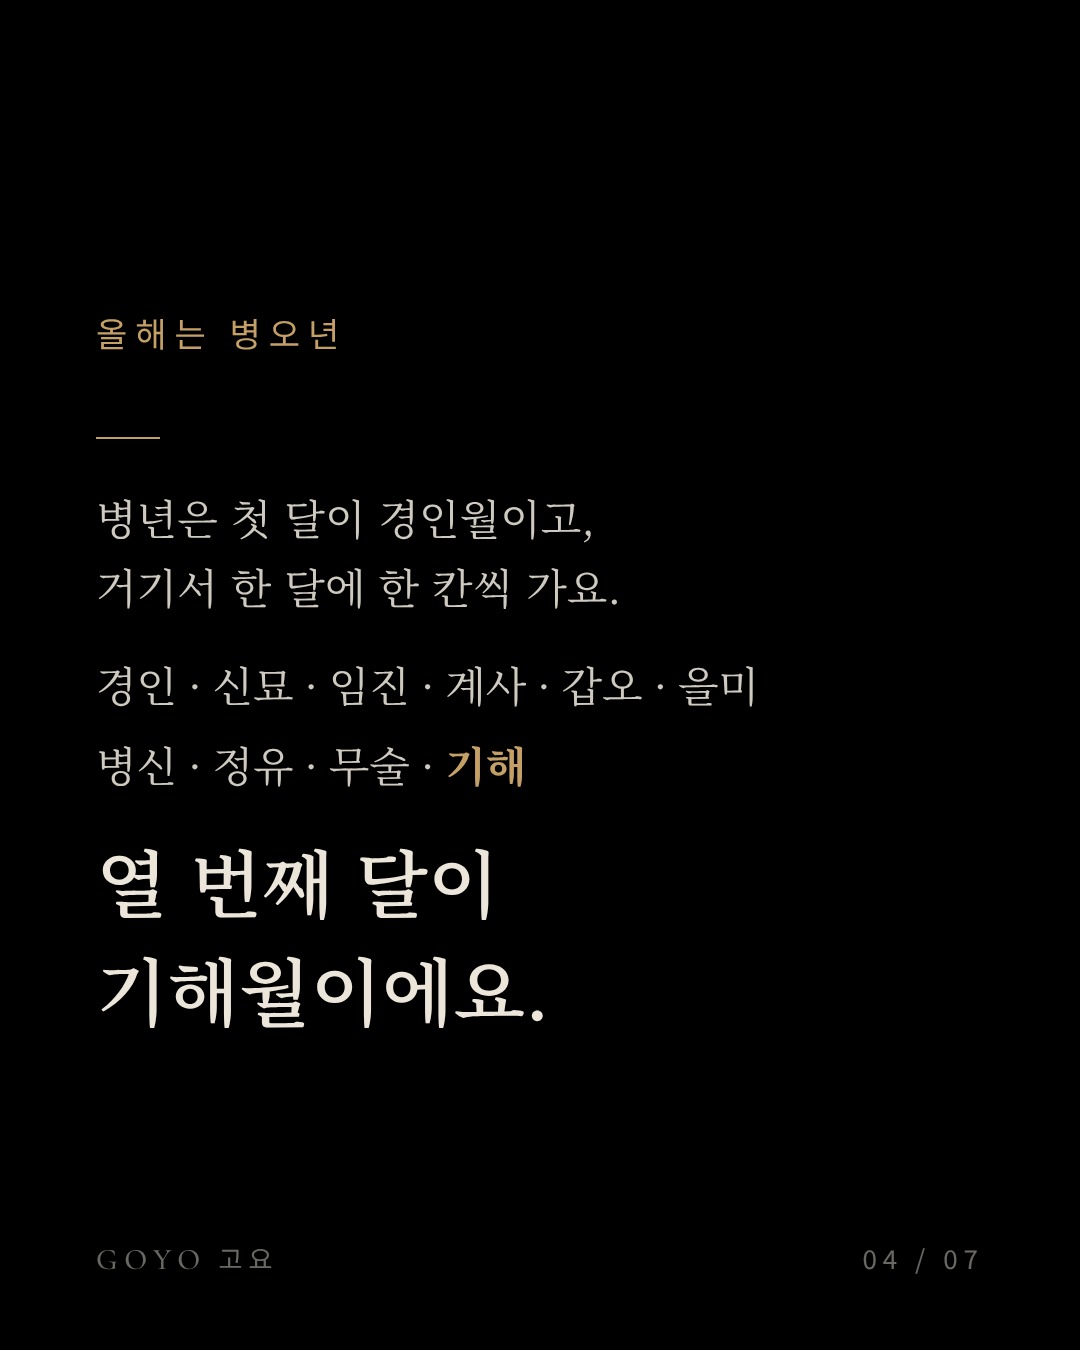 올해는 병오년
병년은 첫 달이 경인월이고,
거기서 한 달에 한 칸씩 가요.
경인 · 신묘 · 임진 · 계사 · 갑오 · 을미
병신 · 정유 · 무술 · 기해
열 번째 달이
기해월이에요.
GOYO 고요
04 / 07